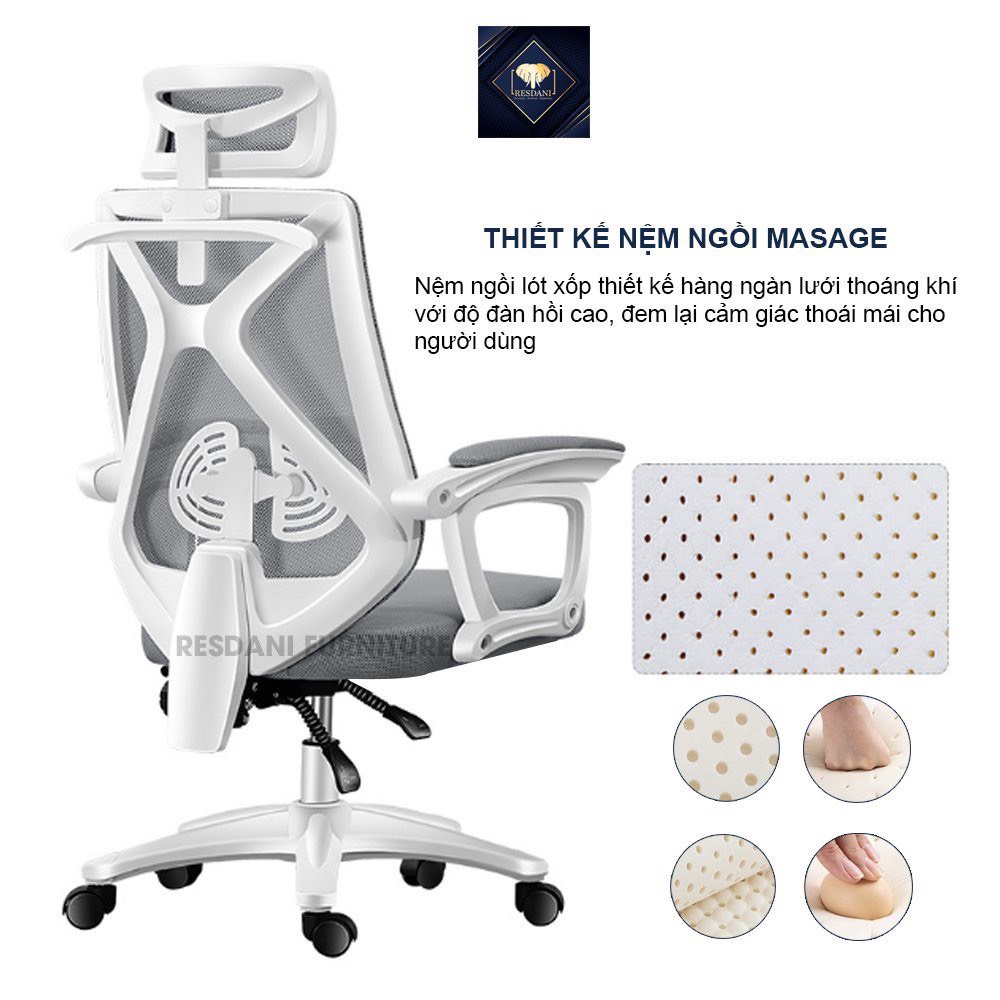 [RESDANI]
THIẾT KẾ NỆM NGỒI MASAGE
Nệm ngồi lót xốp thiết kế hàng ngàn lưới thoáng khí
với độ đàn hồi cao, đem lại cảm giác thoái mái cho
người dùng
RESDANI FURNITURE